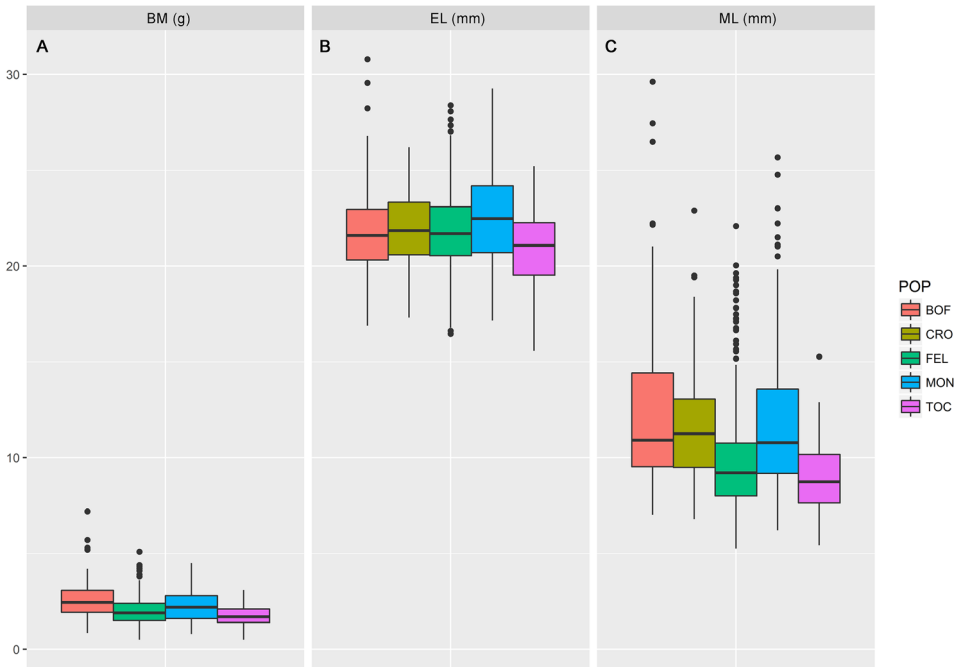 BM (g) EL (mm) ML (mm)
A B C
30
20
10
0
POP
BOF
CRO
FEL
MON
TOC